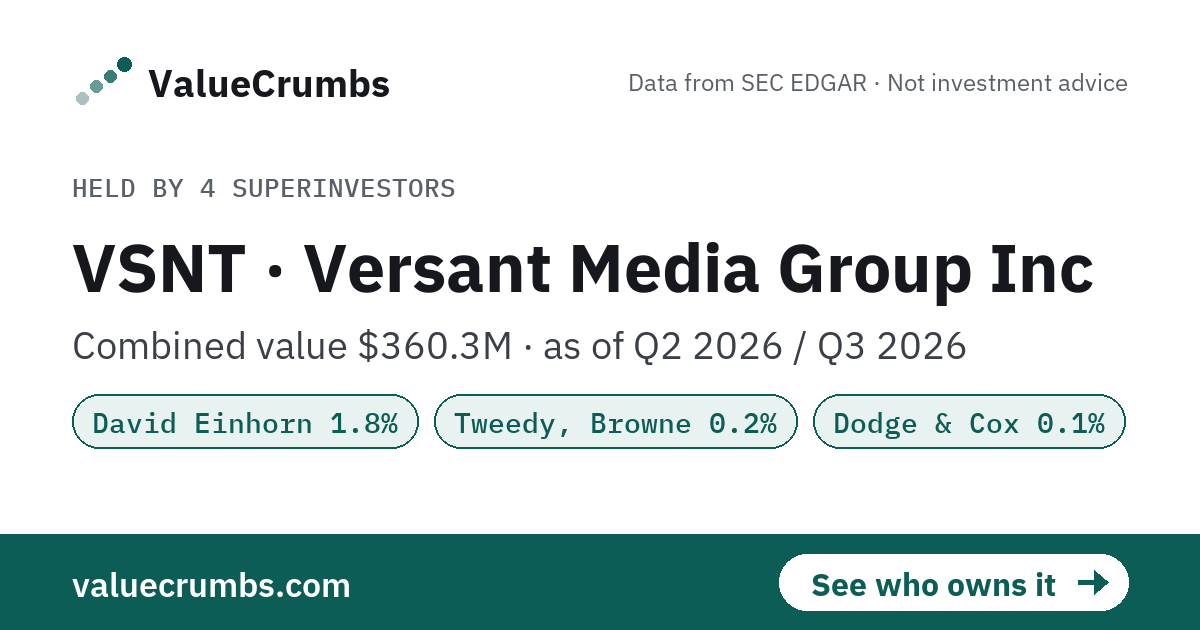 ValueCrumbs
Data from SEC EDGAR · Not investment advice
HELD BY 4 SUPERINVESTORS
VSNT · Versant Media Group Inc
Combined value $360.3M · as of Q2 2026 / Q3 2026
David Einhorn 1.8%
Tweedy, Browne 0.2%
Dodge & Cox 0.1%
valuecrumbs.com
See who owns it →